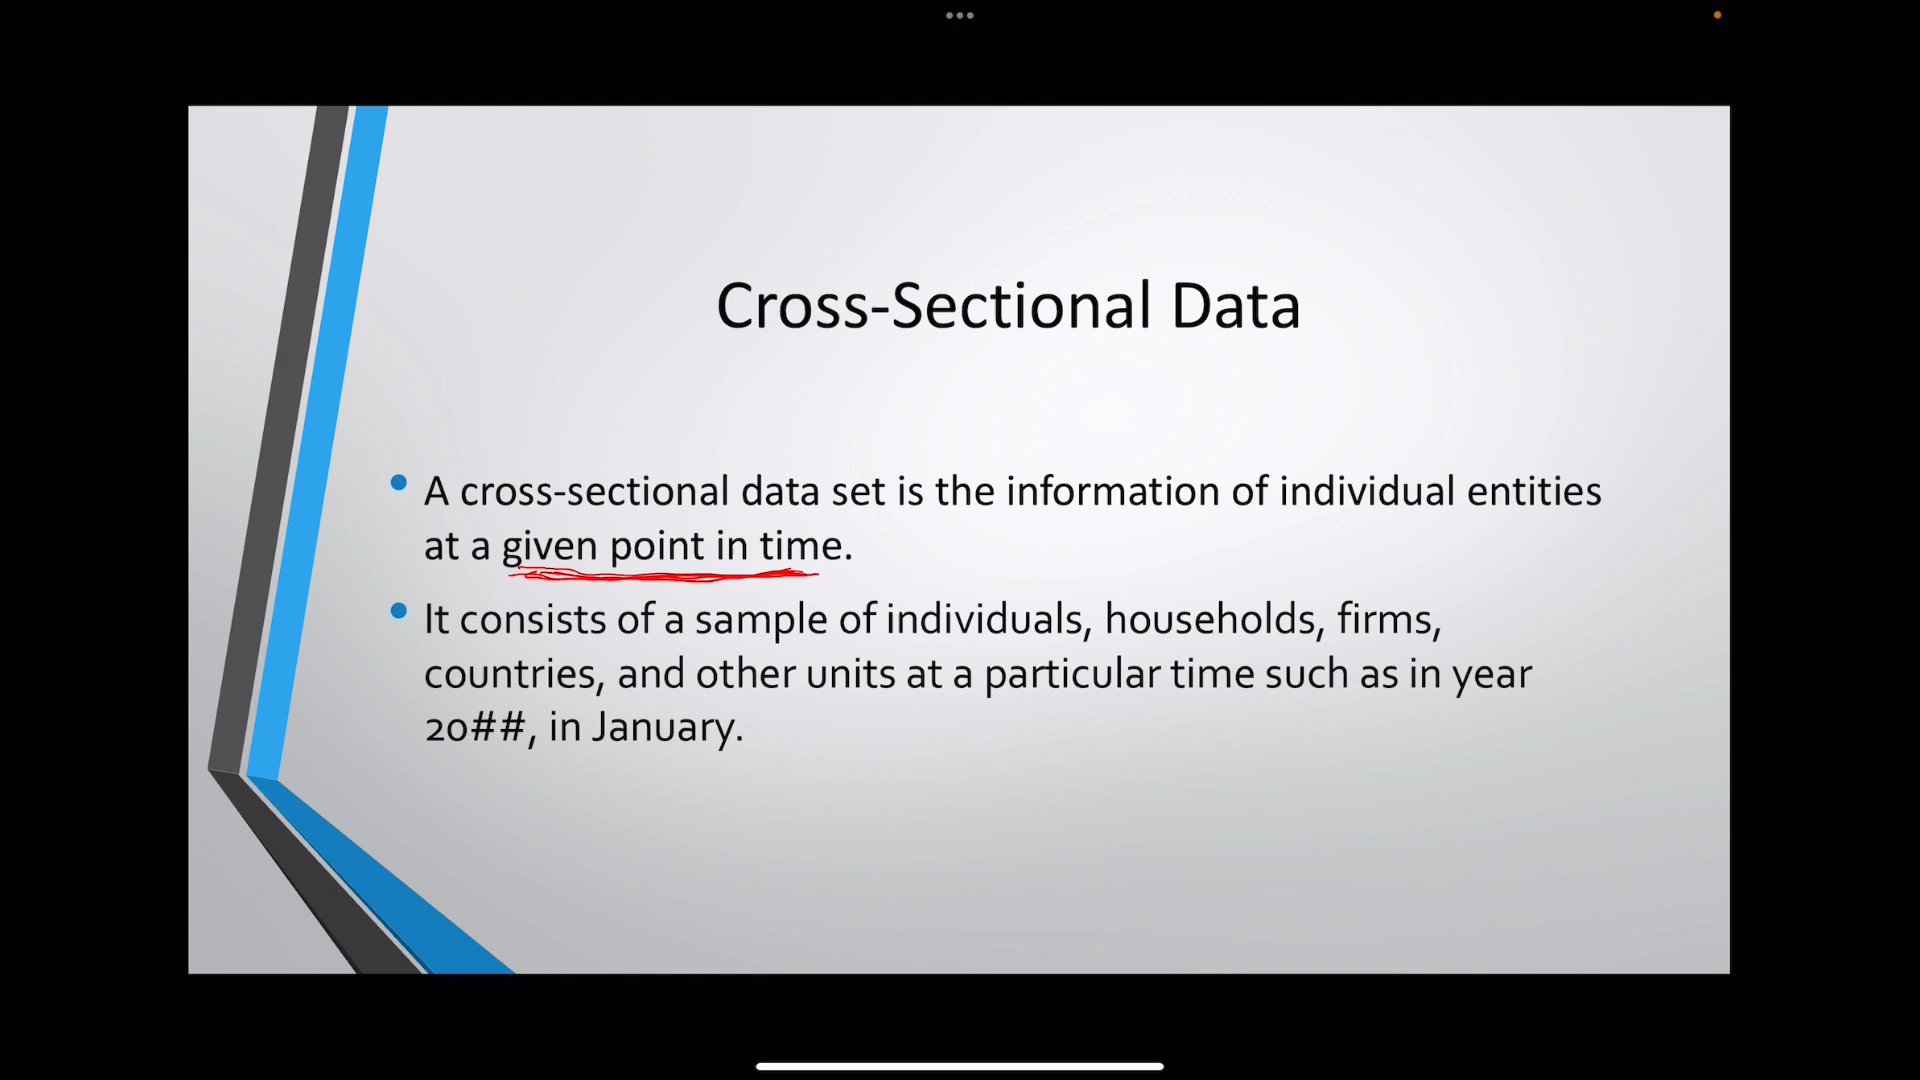 Cross-Sectional Data
• A cross-sectional data set is the information of individual entities
at a given point in time.
• It consists of a sample of individuals, households, firms,
countries, and other units at a particular time such as in year
20##, in January.